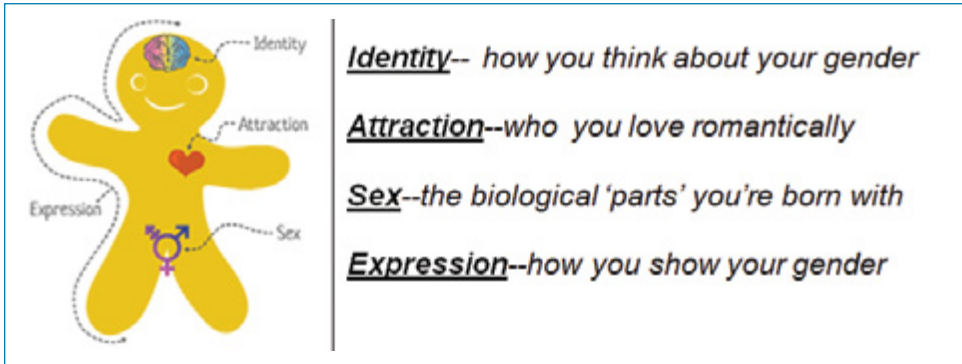 Identity
Attraction
Expression
Sex
Identity-- how you think about your gender
Attraction--who you love romantically
Sex--the biological ‘parts’ you’re born with
Expression--how you show your gender